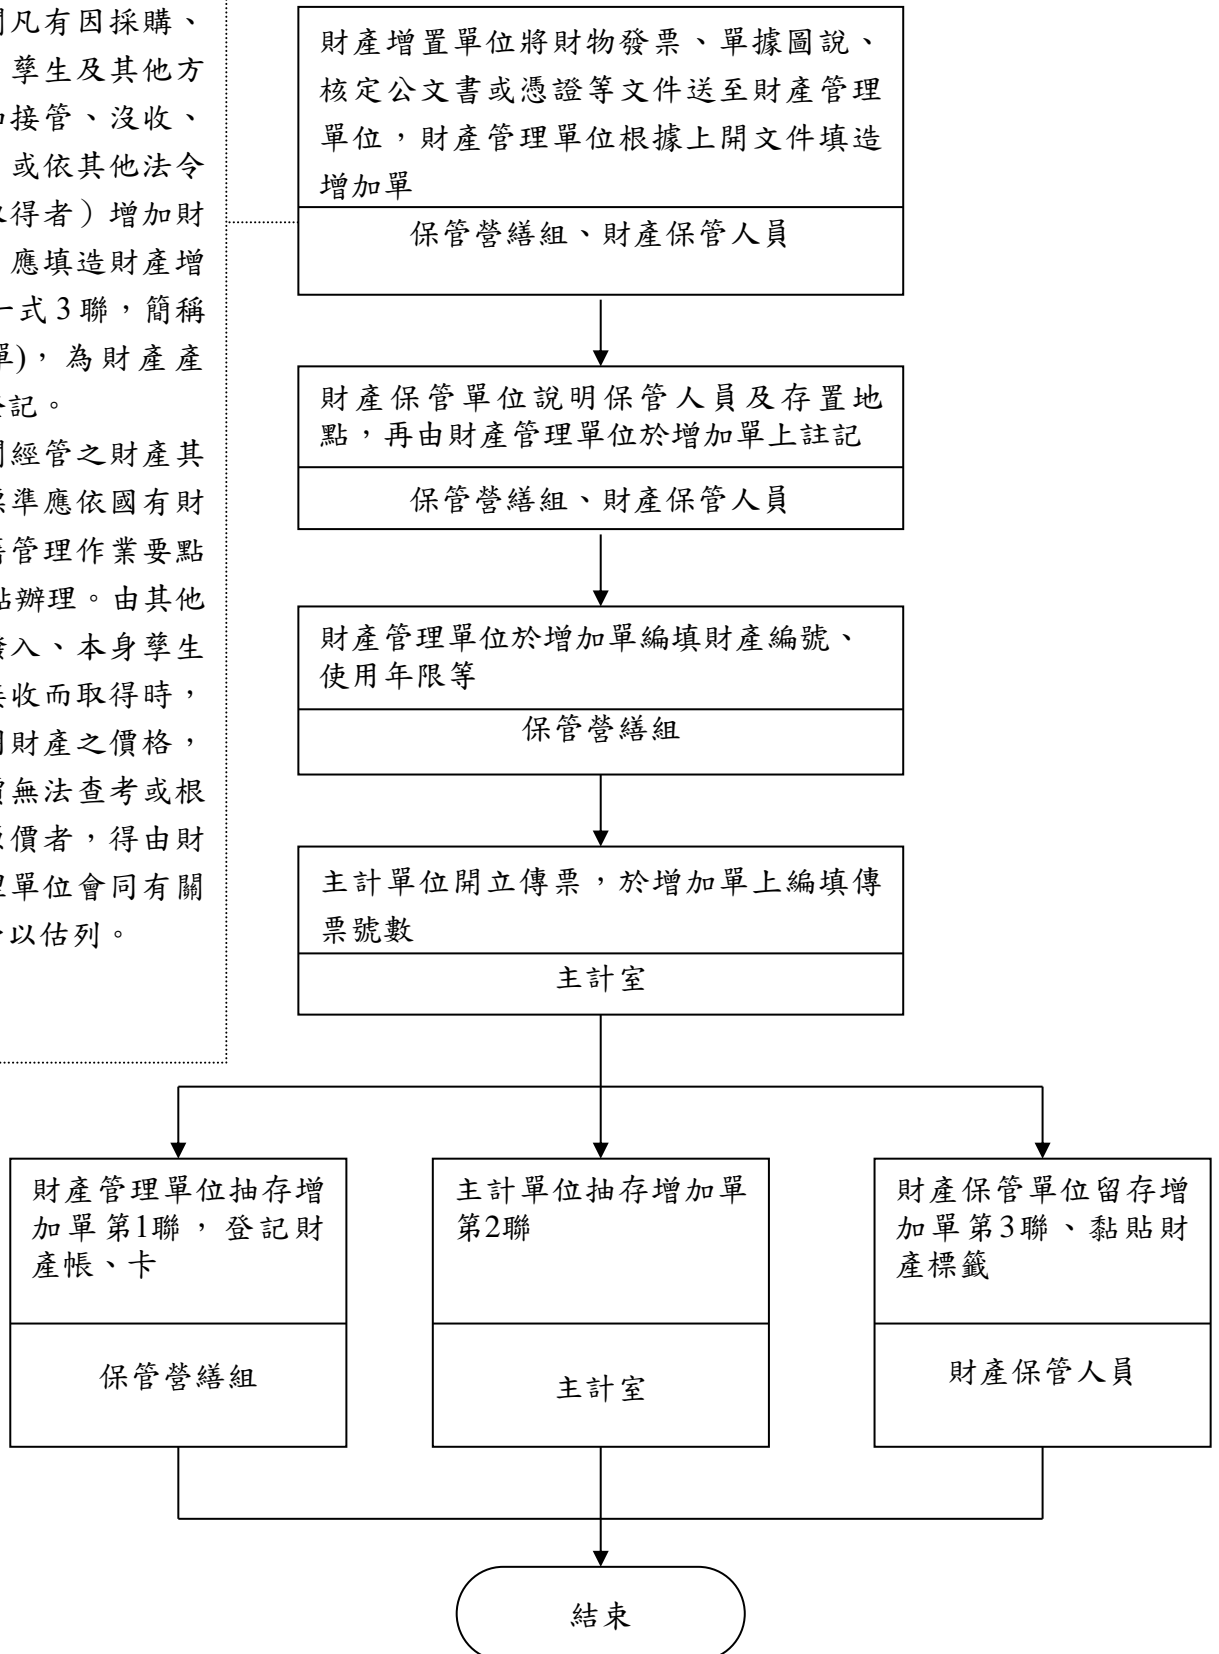 凡有因採購、
孳生及其他方
接管、沒收、
或依其他法令
得者）增加財
應填造財產增
一式3聯，簡稱
單)，為財產產
記。
經管之財產其
準應依國有財
管理作業要點
點辦理。由其他
入、本身孳生
收而取得時，
財產之價格，
無法查考或根
價者，得由財
單位會同有關
以估列。
財產增置單位將財物發票、單據圖說、
核定公文書或憑證等文件送至財產管理
單位，財產管理單位根據上開文件填造
增加單
保管營繕組、財產保管人員
財產保管單位說明保管人員及存置地
點，再由財產管理單位於增加單上註記
保管營繕組、財產保管人員
財產管理單位於增加單編填財產編號、
使用年限等
保管營繕組
主計單位開立傳票，於增加單上編填傳
票號數
主計室
財產管理單位抽存增
加單第1聯，登記財
產帳、卡
保管營繕組
主計單位抽存增加單
第2聯
主計室
財產保管單位留存增
加單第3聯、黏貼財
產標籤
財產保管人員
結束